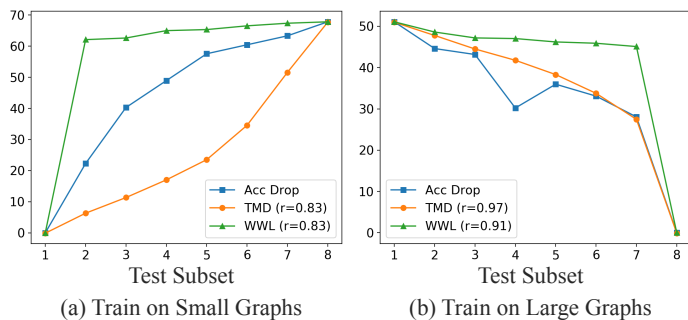 70
60
50
40
30
20
10
0
Acc Drop
TMD (r=0.83)
WWL (r=0.83)
1 2 3 4 5 6 7 8
Test Subset
(a) Train on Small Graphs
50
40
30
20
10
0
Acc Drop
TMD (r=0.97)
WWL (r=0.91)
1 2 3 4 5 6 7 8
Test Subset
(b) Train on Large Graphs